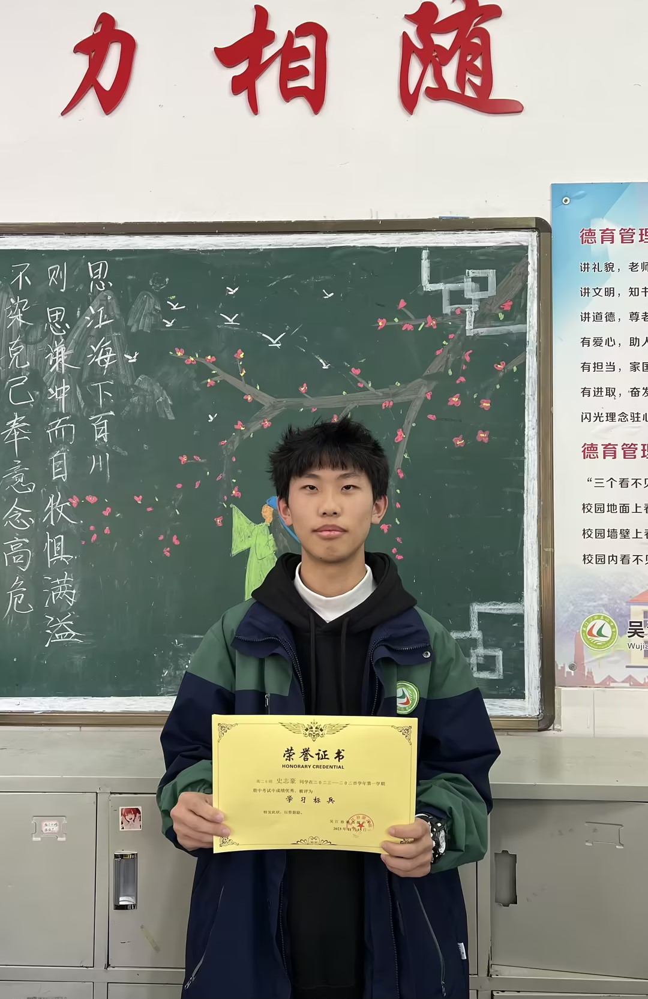 力相随
思江海下百川
则思谦冲而自牧惧满溢
不染克己奉意念高危
德育管理
讲礼貌，老师
讲文明，知书
讲道德，尊老
有爱心，助人
有担当，家国
有进取，奋发
闪光理念驻心
德育管理
“三个看不见
校园地面上看
校园墙壁上看
校园内看不见
吴江
Wujia
荣誉证书
HONORARY CREDENTIAL
高二6班 史志豪 同学在二0二三—二0二四学年第一学期
期中考试中成绩优秀，被评为
学习标兵
特发此状，以资鼓励。
2023年11月15日